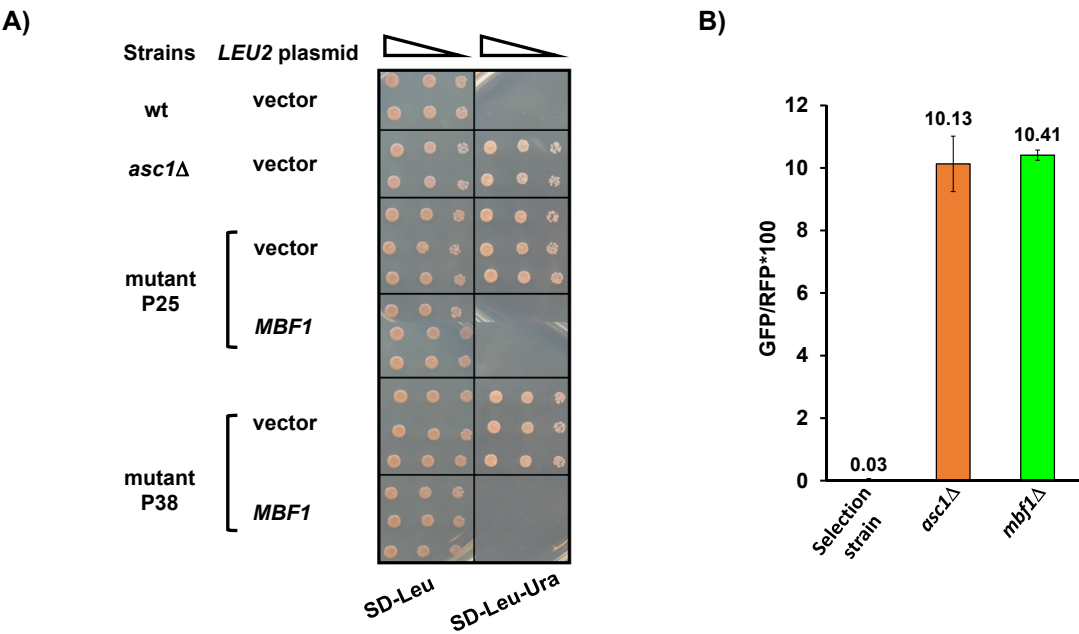 A)
Strains LEU2 plasmid
wt vector
asc1Δ vector
mutant
P25
vector
MBF1
mutant
P38
vector
MBF1
SD-Leu
SD-Leu-Ura
B)
GFP/RFP*100
12
10
8
6
4
2
0
0.03
10.13
10.41
Selection
strain
asc1Δ
mbf1Δ